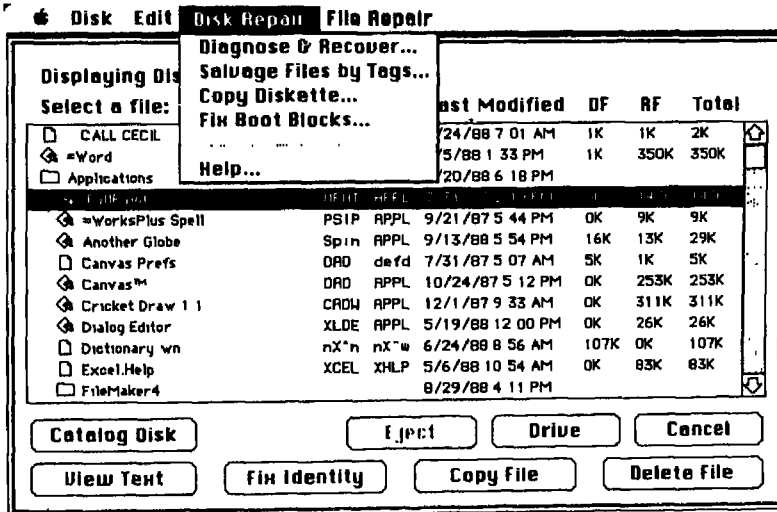 Disk Edit Disk Repair File Repair
Diagnose & Recover...
Salvage Files by Tags...
Copy Diskette...
Fix Boot Blocks...
Help...
Displaying Dis
Select a file: ast Modified DF RF Total
CALL CECIL /24/88 7 01 AM 1K 1K 2K
=Word /5/88 1 33 PM 1K 350K 350K
Applications /20/88 6 18 PM
=WorksPlus Spell PSIP APPL 9/21/87 5 44 PM 0K 9K 9K
Another Globe Spin APPL 9/13/88 5 54 PM 16K 13K 29K
Canvas Prefs DAD defd 7/31/87 5 07 AM 5K 1K 5K
Canvas™ DAD APPL 10/24/87 5 12 PM 0K 253K 253K
Cricket Draw 1 1 CRDW APPL 12/1/87 9 33 AM 0K 311K 311K
Dialog Editor XLDE APPL 5/19/88 12 00 PM 0K 26K 26K
Dictionary wn nX^n nX~w 6/24/88 8 56 AM 107K 0K 107K
Excel.Help XCEL XHLP 5/6/88 10 54 AM 0K 83K 83K
FileMaker4 8/29/88 4 11 PM
Catalog Disk Eject Drive Cancel
View Text Fix Identity Copy File Delete File